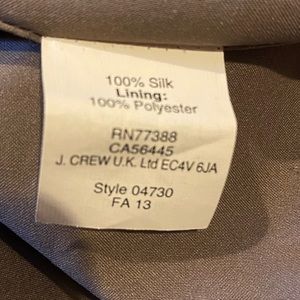 100% Silk
Lining:
100% Polyester
RN77388
CA56445
J. CREW U.K. Ltd EC4V 6JA
Style 04730
FA 13